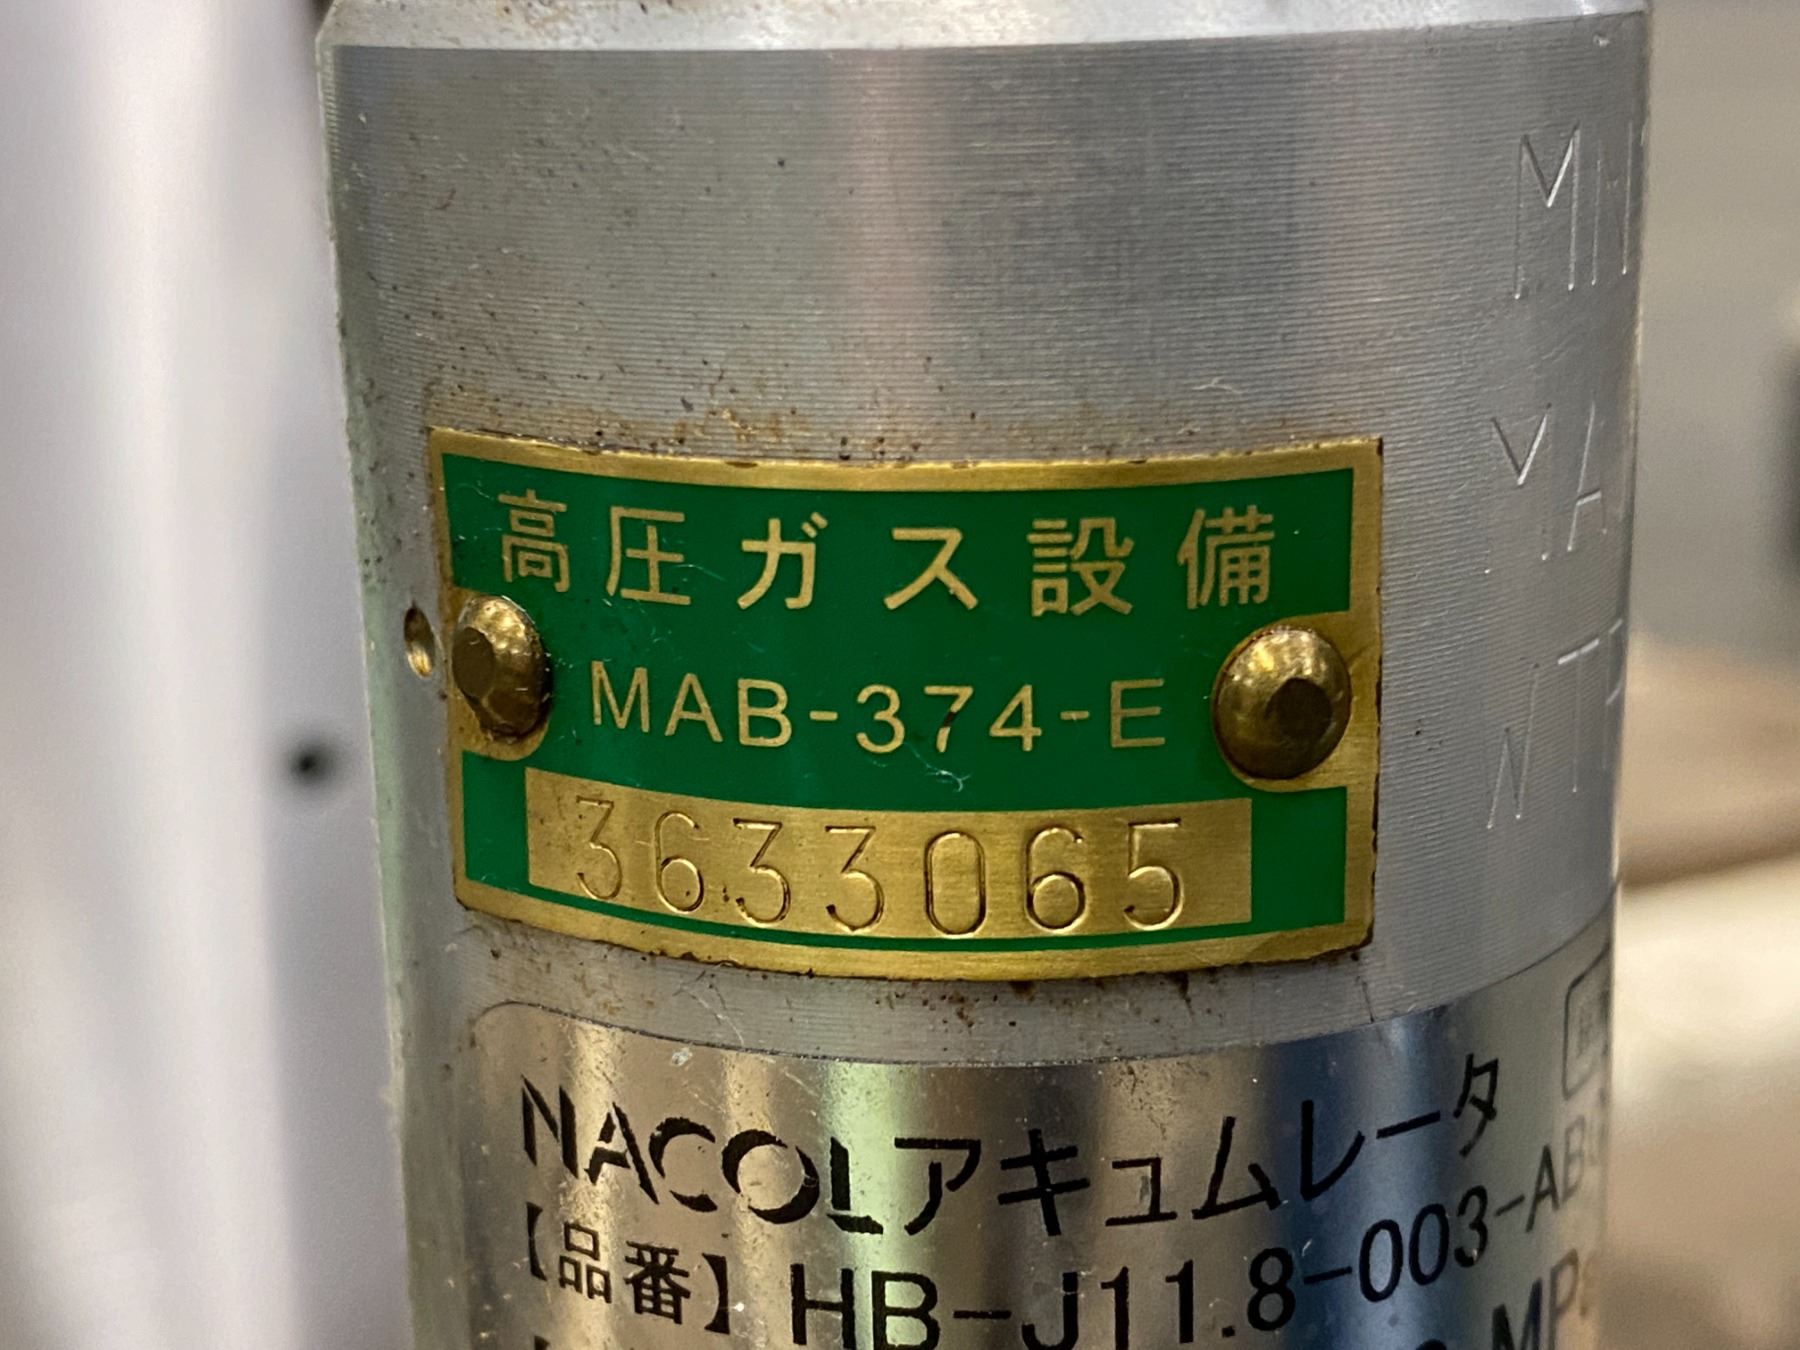 高圧ガス設備
MAB-374-E
3633065
NACOLアキュムレータ
【品番】HB-J11.8-003-AB